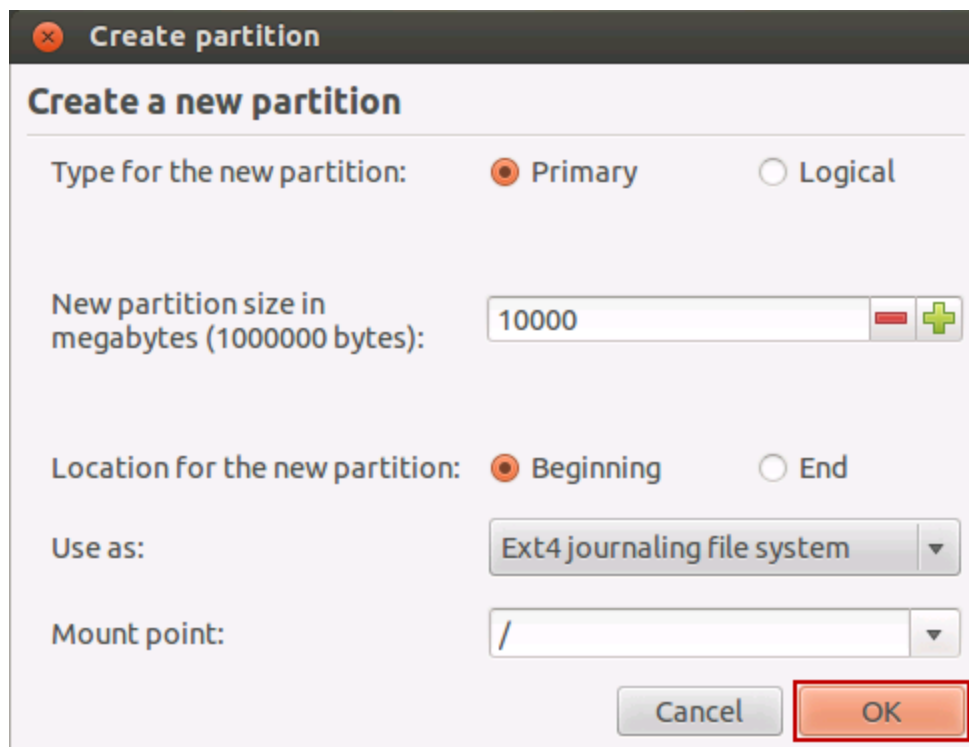 Create partition
Create a new partition
Type for the new partition: Primary Logical
New partition size in
megabytes (1000000 bytes): 10000
Location for the new partition: Beginning End
Use as: Ext4 journaling file system
Mount point: /
Cancel OK